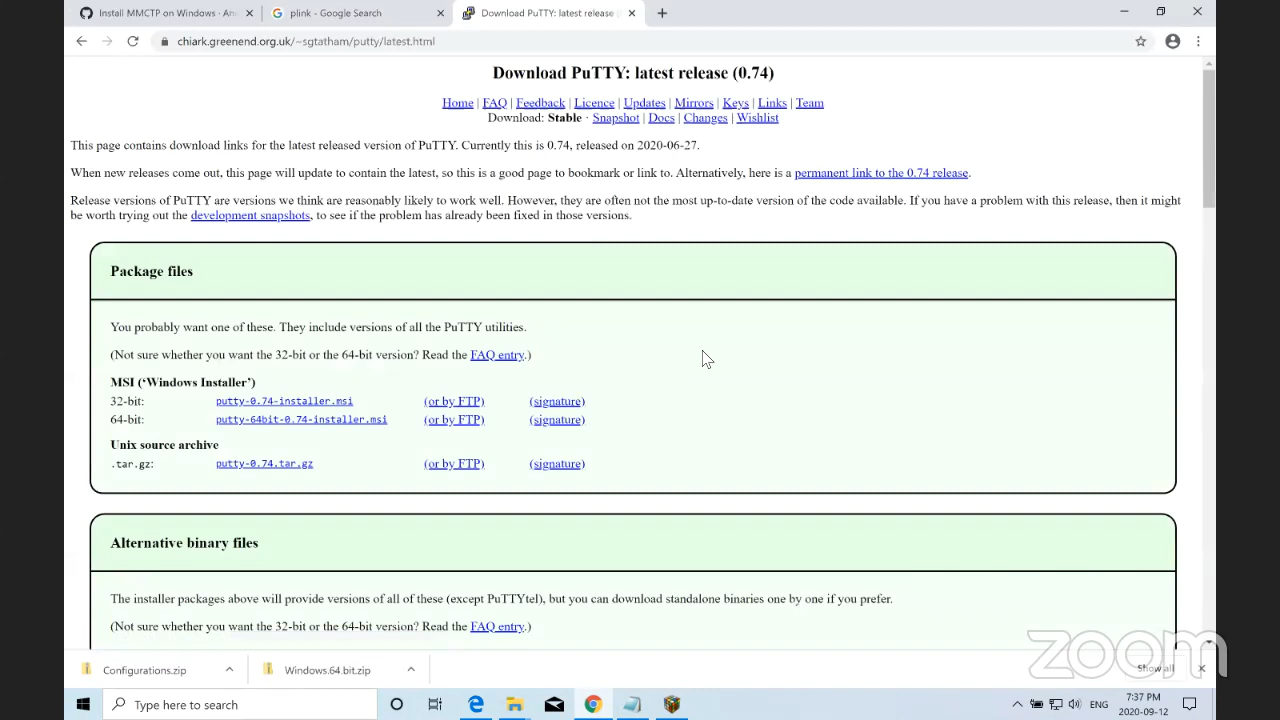 Install MMCTP on Windows · An
plink - Google Search
Download PuTTY: latest release (
chiark.greenend.org.uk/~sgtatham/putty/latest.html
Download PuTTY: latest release (0.74)
Home | FAQ | Feedback | Licence | Updates | Mirrors | Keys | Links | Team
Download: Stable · Snapshot | Docs | Changes | Wishlist
This page contains download links for the latest released version of PuTTY. Currently this is 0.74, released on 2020-06-27.
When new releases come out, this page will update to contain the latest, so this is a good page to bookmark or link to. Alternatively, here is a permanent link to the 0.74 release.
Release versions of PuTTY are versions we think are reasonably likely to work well. However, they are often not the most up-to-date version of the code available. If you have a problem with this release, then it might
be worth trying out the development snapshots, to see if the problem has already been fixed in those versions.
Package files
You probably want one of these. They include versions of all the PuTTY utilities.
(Not sure whether you want the 32-bit or the 64-bit version? Read the FAQ entry.)
MSI (‘Windows Installer’)
32-bit: putty-0.74-installer.msi (or by FTP) (signature)
64-bit: putty-64bit-0.74-installer.msi (or by FTP) (signature)
Unix source archive
.tar.gz: putty-0.74.tar.gz (or by FTP) (signature)
Alternative binary files
The installer packages above will provide versions of all of these (except PuTTYtel), but you can download standalone binaries one by one if you prefer.
(Not sure whether you want the 32-bit or the 64-bit version? Read the FAQ entry.)
Configurations.zip
Windows.64.bit.zip
Show all
zoom
Type here to search
ENG
7:37 PM
2020-09-12